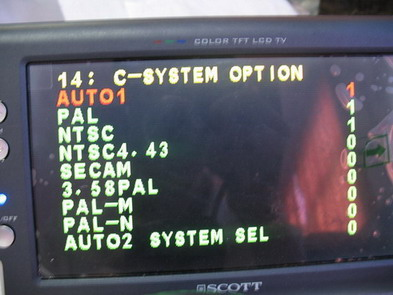 COLOR TFT LCD TV
14: C-SYSTEM OPTION
AUTO1 1
PAL 1
NTSC 1
NTSC4.43 0
SECAM 0
3.58PAL 0
PAL-M 0
PAL-N 0
AUTO2 SYSTEM SEL 0
/OFF
SCOTT